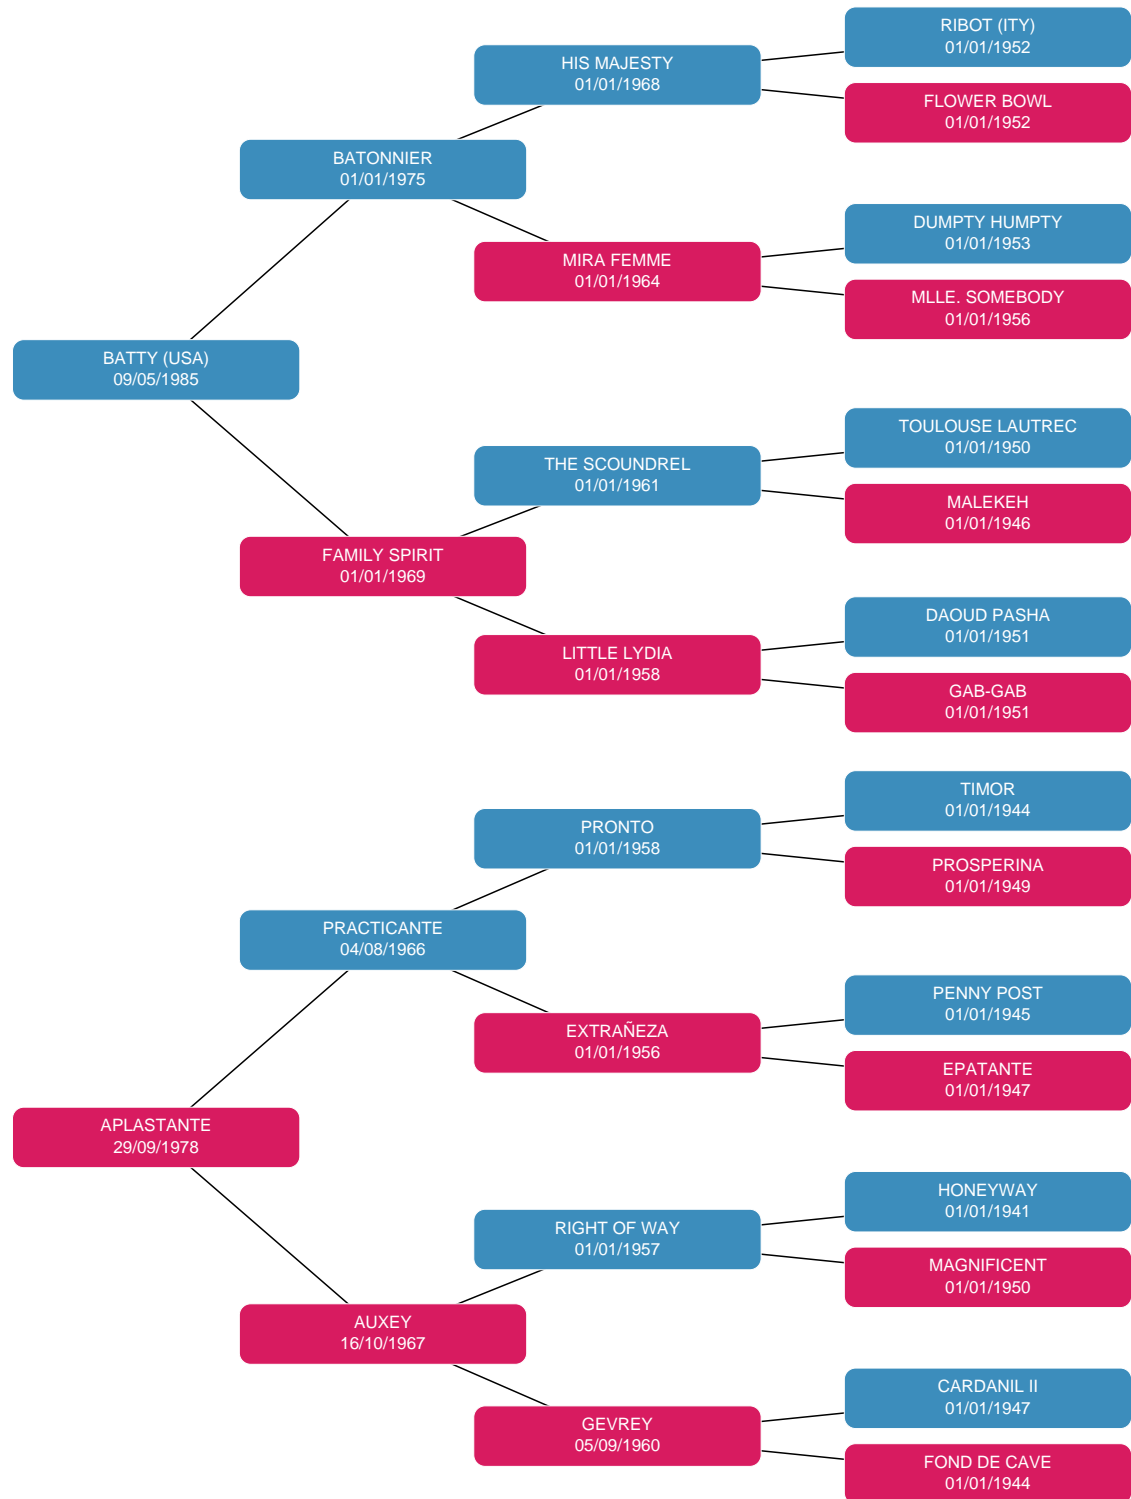 RIBOT (ITY)
01/01/1952
HIS MAJESTY
01/01/1968
FLOWER BOWL
01/01/1952
BATONNIER
01/01/1975
DUMPTY HUMPTY
01/01/1953
MIRA FEMME
01/01/1964
MLLE. SOMEBODY
01/01/1956
BATTY (USA)
09/05/1985
TOULOUSE LAUTREC
01/01/1950
THE SCOUNDREL
01/01/1961
MALEKEH
01/01/1946
FAMILY SPIRIT
01/01/1969
DAOUD PASHA
01/01/1951
LITTLE LYDIA
01/01/1958
GAB-GAB
01/01/1951
TIMOR
01/01/1944
PRONTO
01/01/1958
PROSPERINA
01/01/1949
PRACTICANTE
04/08/1966
PENNY POST
01/01/1945
EXTRAÑEZA
01/01/1956
EPATANTE
01/01/1947
APLASTANTE
29/09/1978
HONEYWAY
01/01/1941
RIGHT OF WAY
01/01/1957
MAGNIFICENT
01/01/1950
AUXEY
16/10/1967
CARDANIL II
01/01/1947
GEVREY
05/09/1960
FOND DE CAVE
01/01/1944